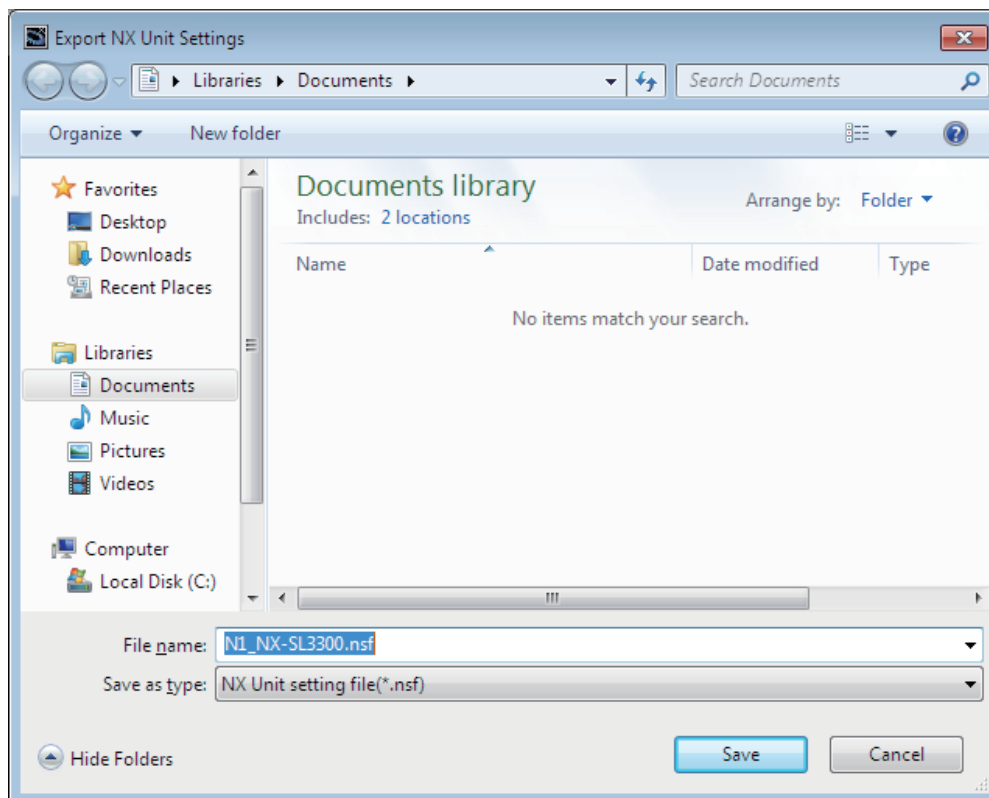 Export NX Unit Settings
Libraries Documents Search Documents
Organize New folder
Favorites
Desktop
Downloads
Recent Places
Libraries
Documents
Music
Pictures
Videos
Computer
Local Disk (C:)
Documents library
Includes: 2 locations
Arrange by: Folder
Name Date modified Type
No items match your search.
File name: N1_NX-SL3300.nsf
Save as type: NX Unit setting file(*.nsf)
Hide Folders Save Cancel